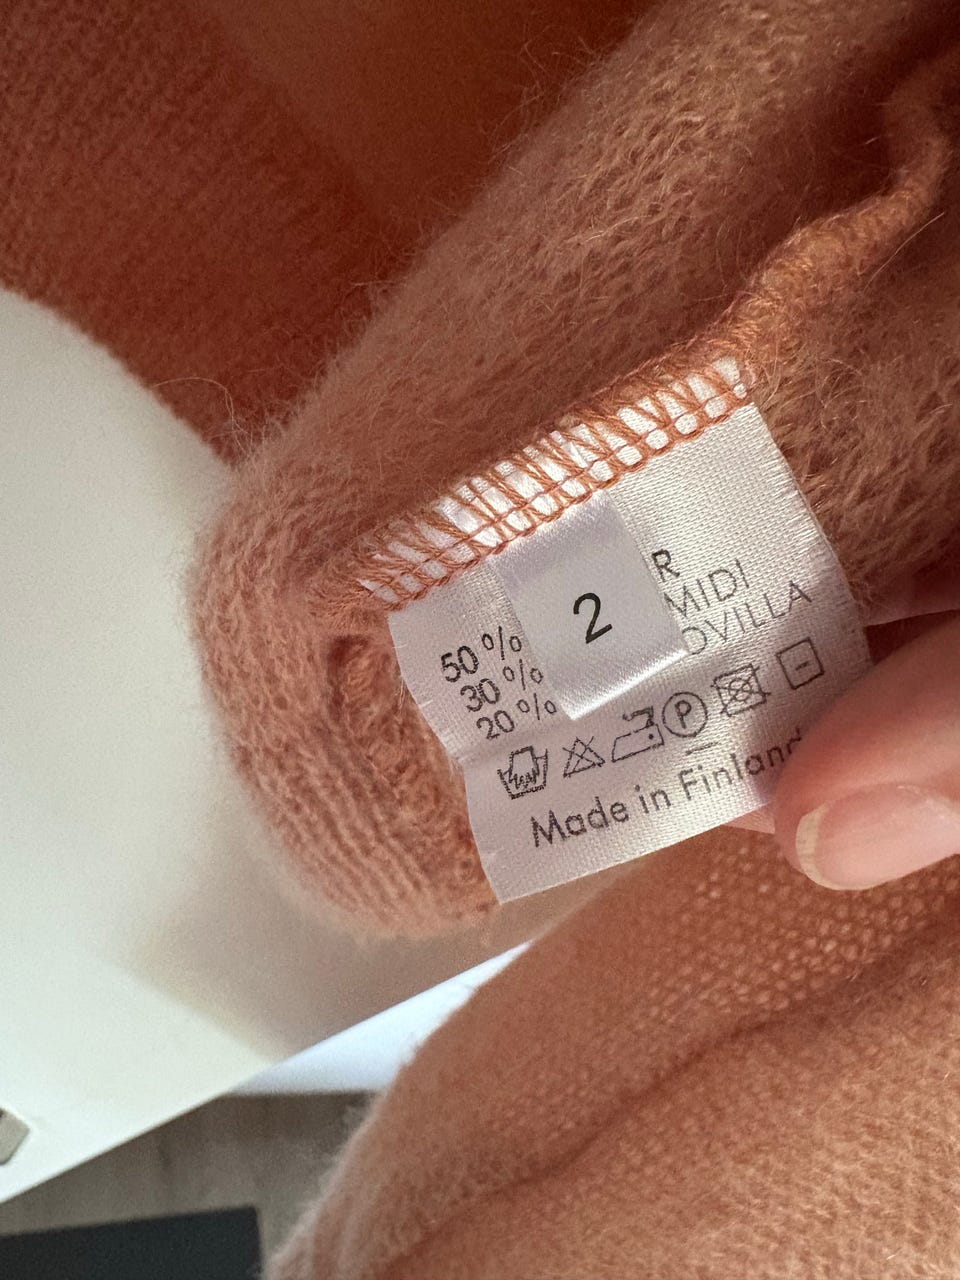 2
50 % R
30 % MIDI
20 % OVILLA
P
Made in Finland